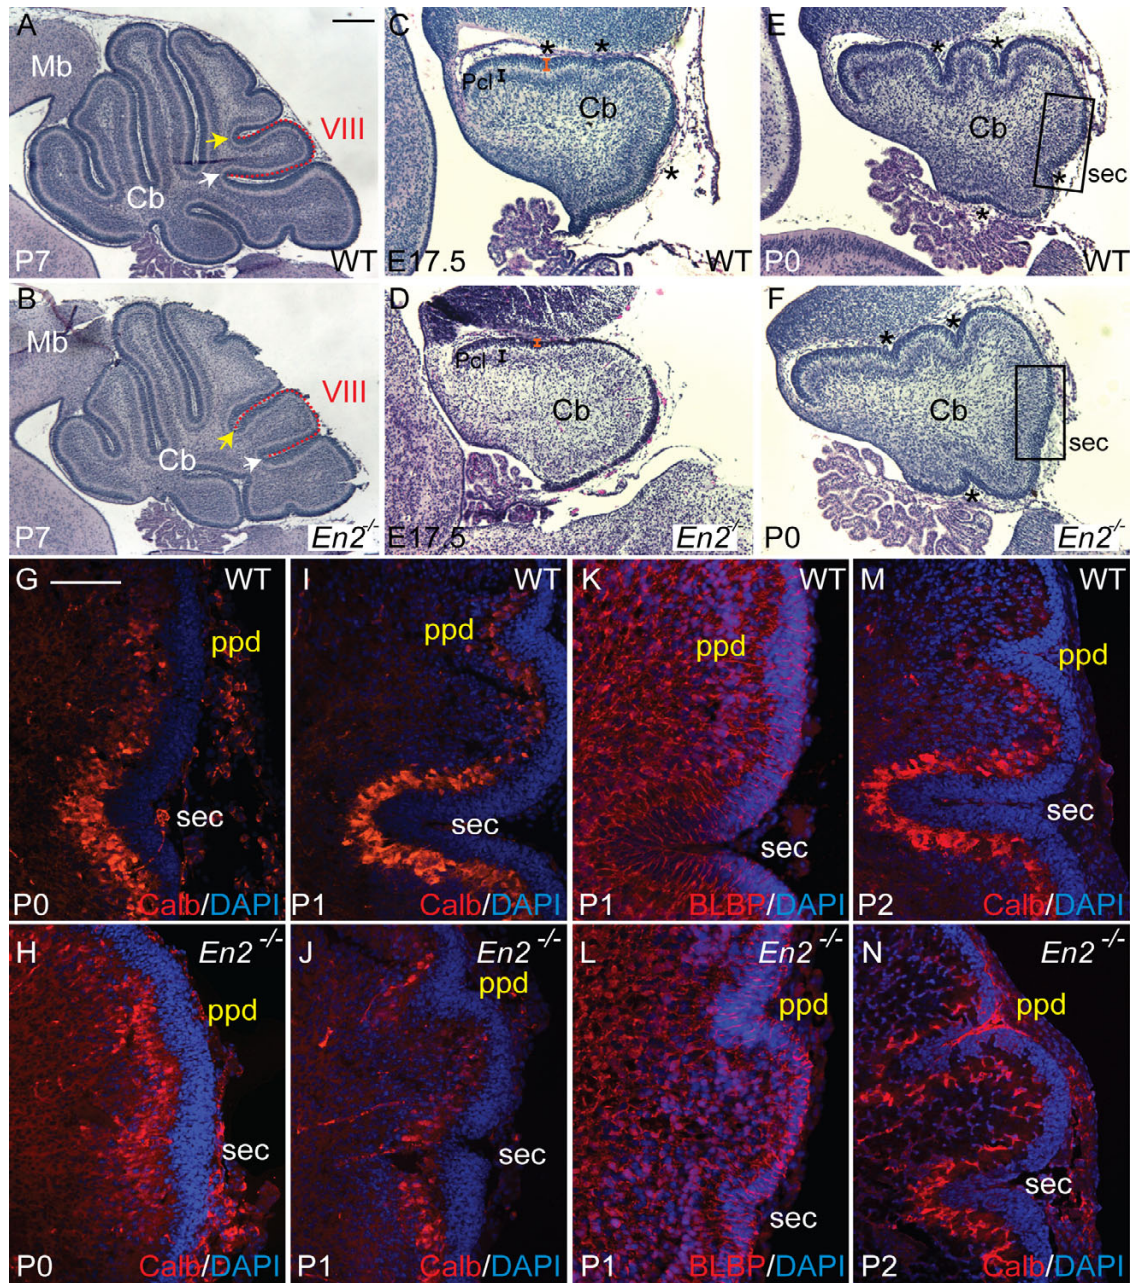 A
Mb
VIII
Cb
P7
WT
C
*
*
Pcl
Cb
*
E17.5
WT
E
*
*
Cb
*
sec
*
P0
WT
B
Mb
VIII
Cb
P7
En2-/-
D
Pcl
Cb
E17.5
En2-/-
F
*
*
Cb
sec
*
P0
En2-/-
G
WT
ppd
sec
P0
Calb/DAPI
I
WT
ppd
sec
P1
Calb/DAPI
K
WT
ppd
sec
P1
BLBP/DAPI
M
WT
ppd
sec
P2
Calb/DAPI
H
En2 -/-
ppd
sec
P0
Calb/DAPI
J
En2 -/-
ppd
sec
P1
Calb/DAPI
L
En2 -/-
ppd
sec
P1
BLBP/DAPI
N
En2 -/-
ppd
sec
P2
Calb/DAPI